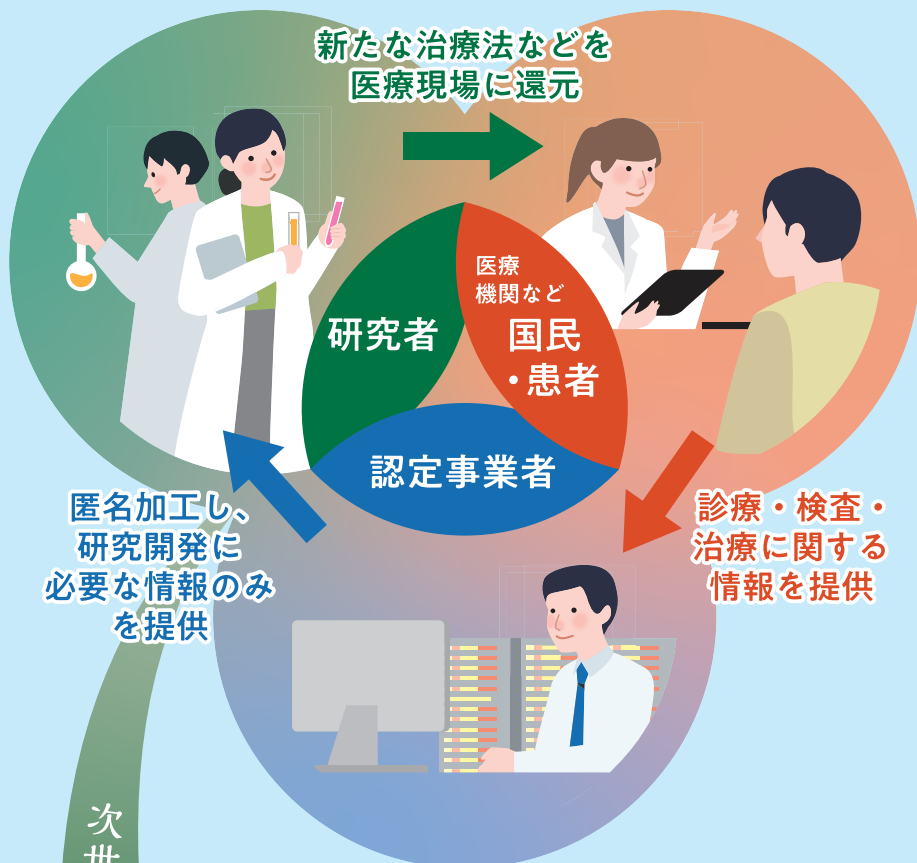 新たな治療法などを
医療現場に還元
医療
機関など
国民
・患者
研究者
認定事業者
匿名加工し、
研究開発に
必要な情報のみ
を提供
診療・検査・
治療に関する
情報を提供
次
世